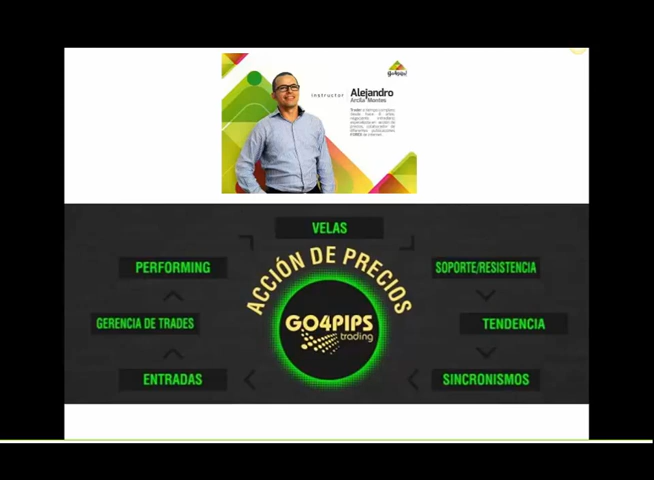 go4pips
Instructor
Alejandro
Arcila Montes
VELAS
ACCIÓN DE PRECIOS
PERFORMING
SOPORTE/RESISTENCIA
GERENCIA DE TRADES
GO4PIPS
trading
TENDENCIA
ENTRADAS
SINCRONISMOS